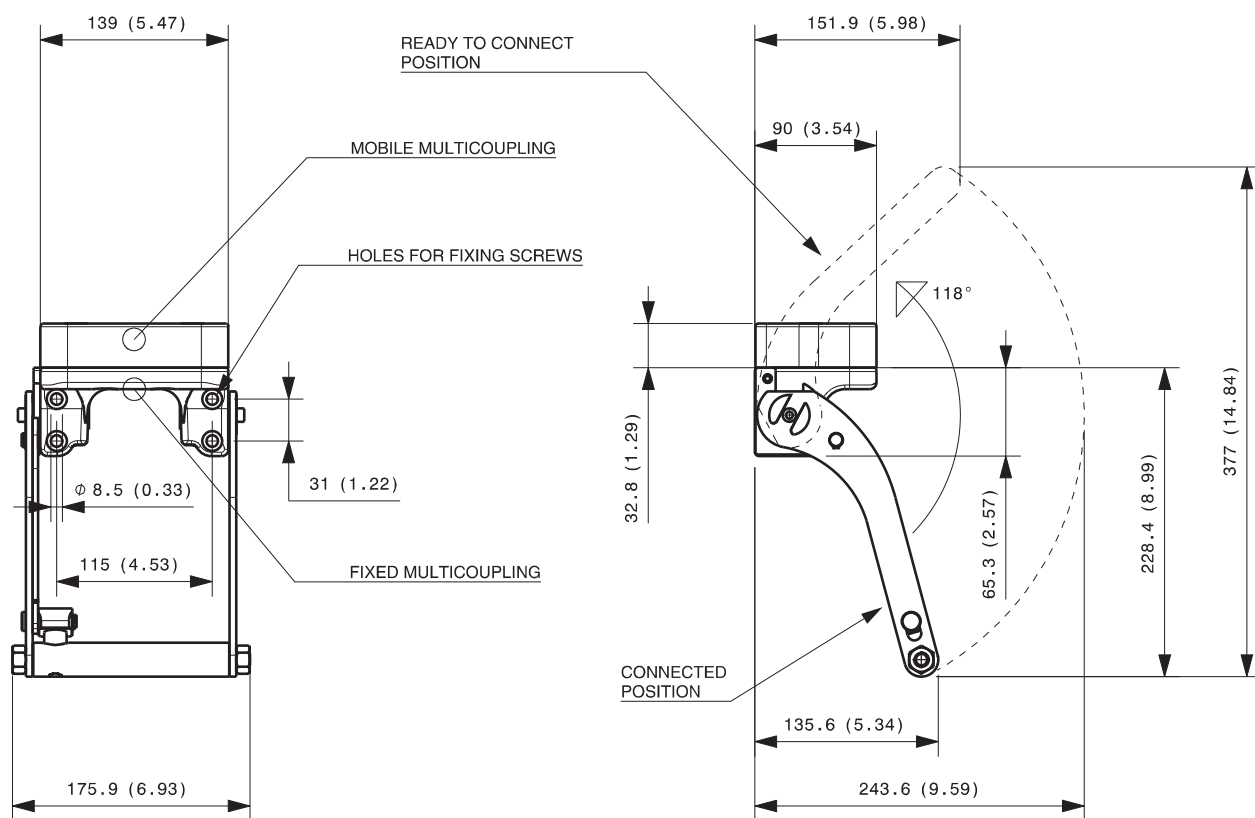 139 (5.47)
151.9 (5.98)
READY TO CONNECT
POSITION
90 (3.54)
MOBILE MULTICOUPLING
HOLES FOR FIXING SCREWS
118°
32.8 (1.29)
377 (14.84)
31 (1.22)
ϕ 8.5 (0.33)
65.3 (2.57)
228.4 (8.99)
115 (4.53)
FIXED MULTICOUPLING
CONNECTED
POSITION
135.6 (5.34)
175.9 (6.93)
243.6 (9.59)